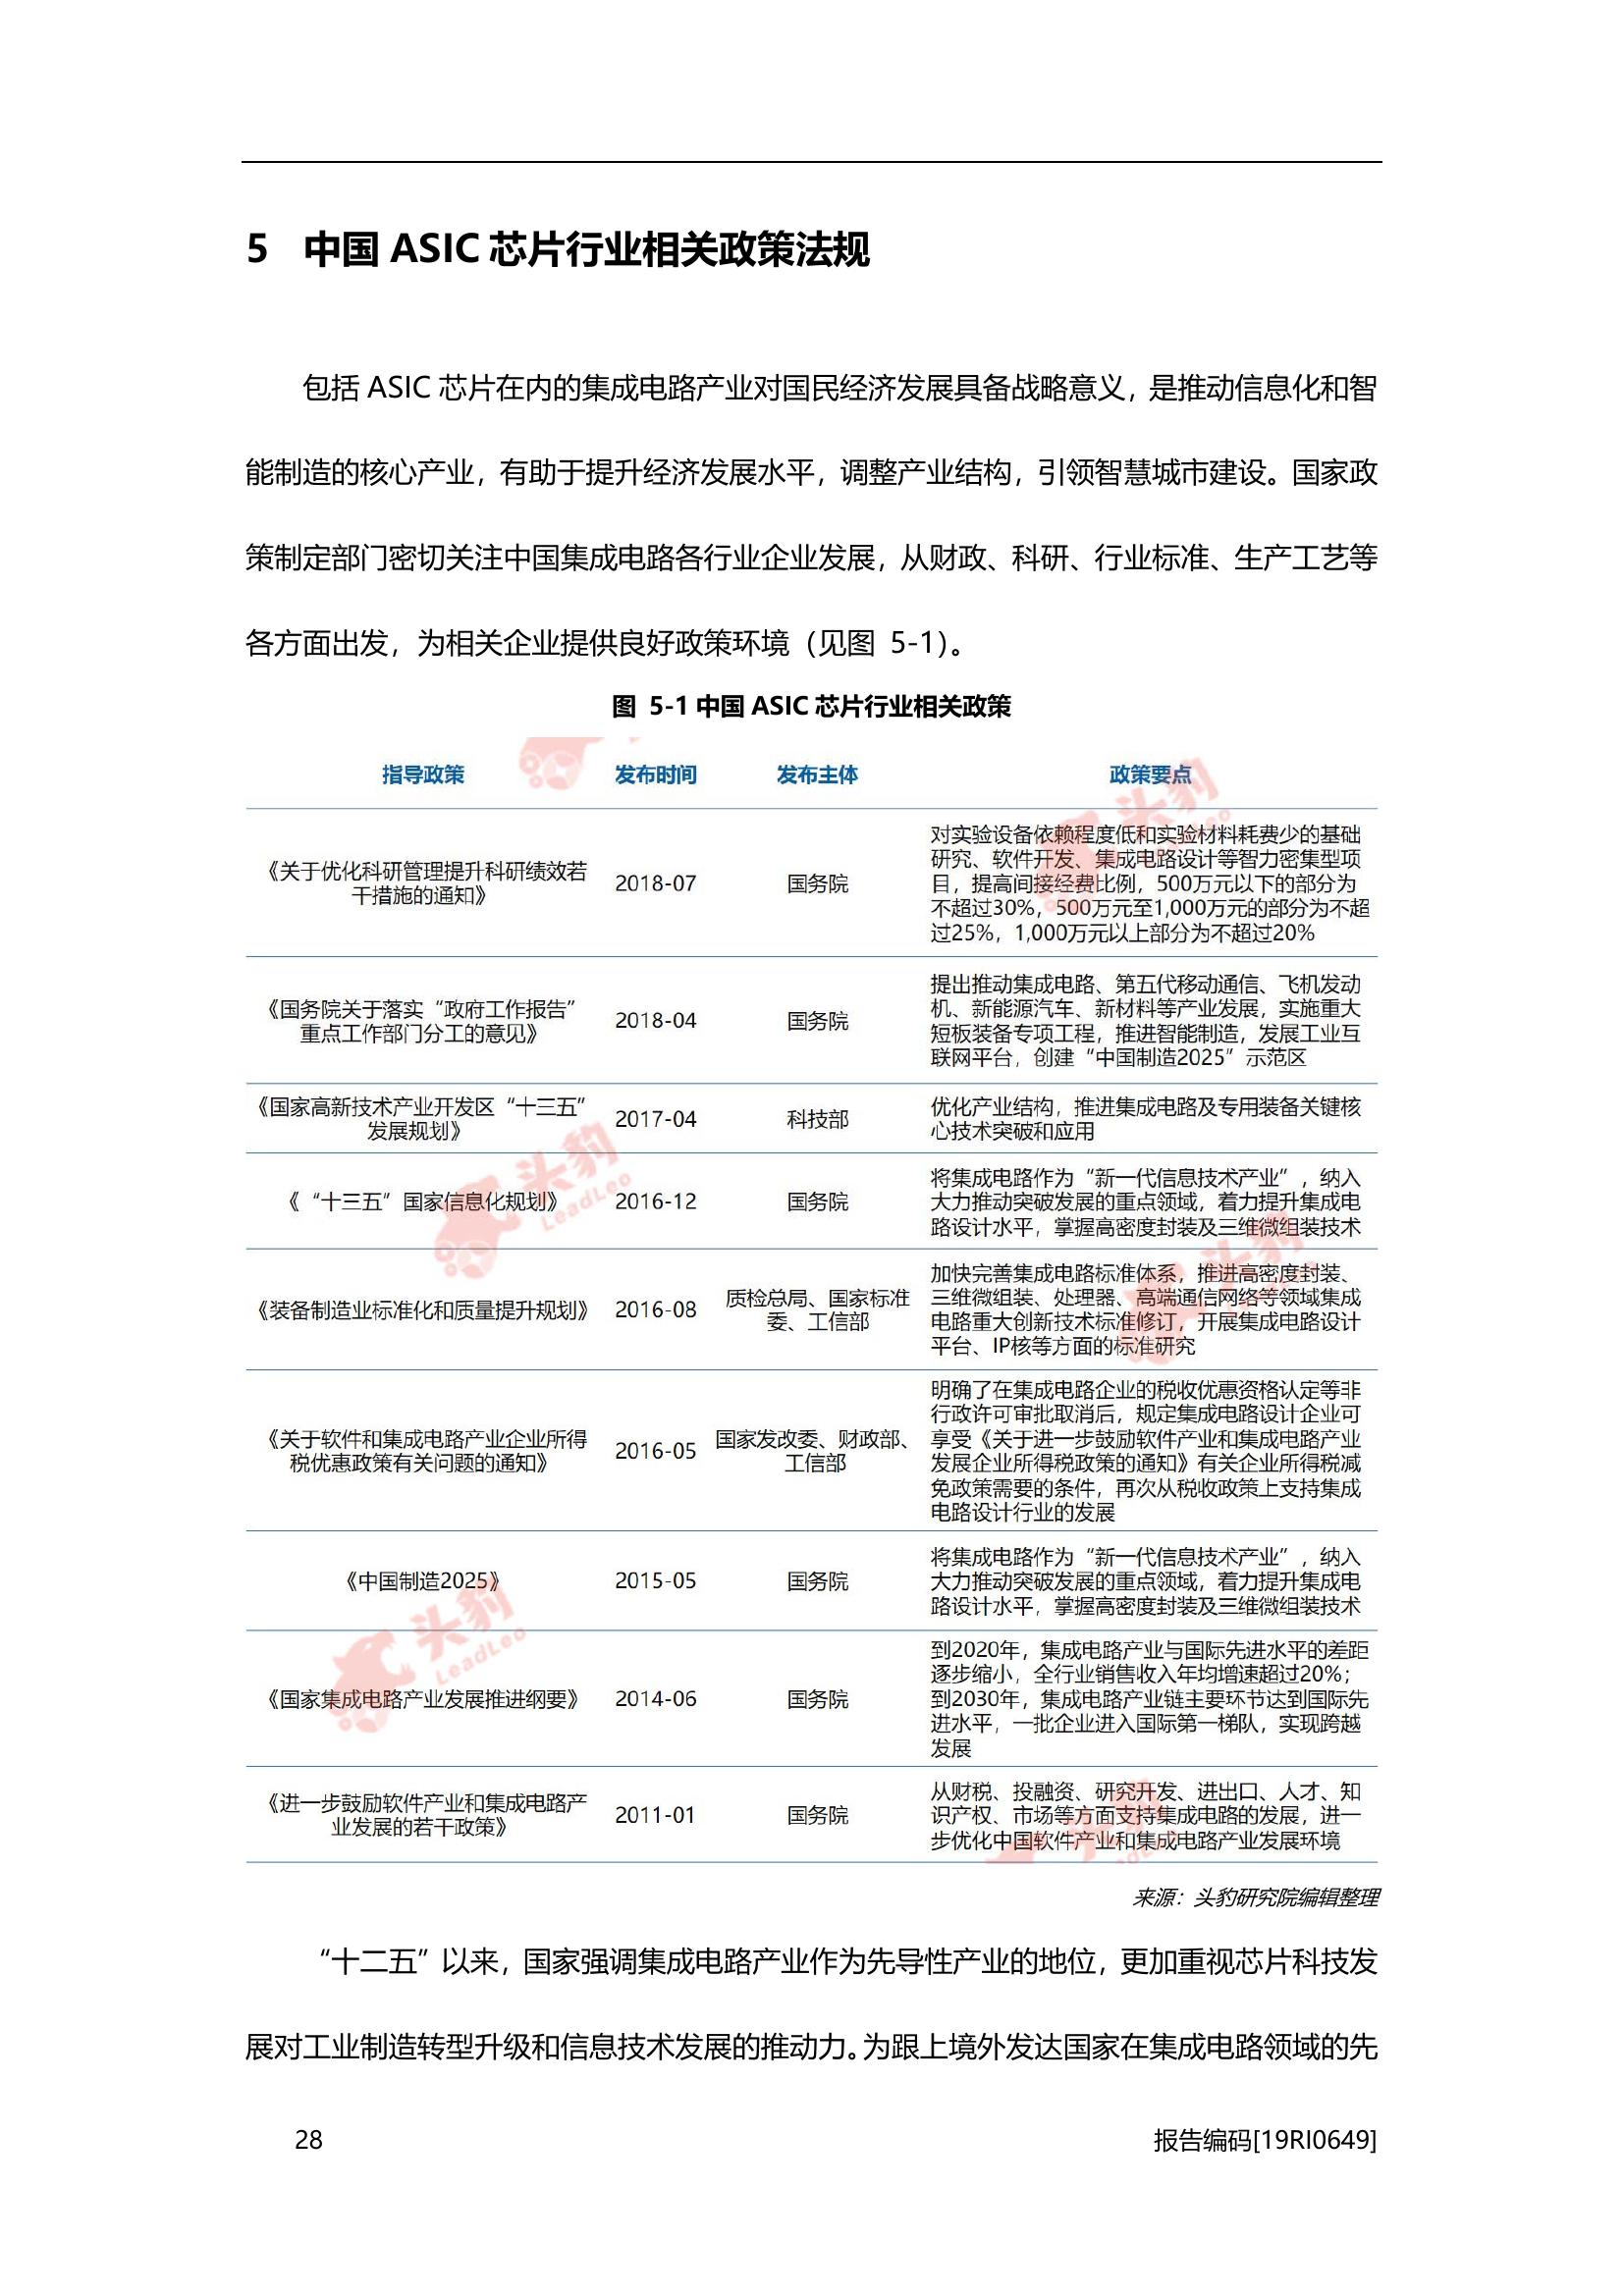 5 中国 ASIC 芯片行业相关政策法规
包括 ASIC 芯片在内的集成电路产业对国民经济发展具备战略意义，是推动信息化和智
能制造的核心产业，有助于提升经济发展水平，调整产业结构，引领智慧城市建设。国家政
策制定部门密切关注中国集成电路各行业企业发展，从财政、科研、行业标准、生产工艺等
各方面出发，为相关企业提供良好政策环境（见图 5-1）。
图 5-1 中国 ASIC 芯片行业相关政策
指导政策 发布时间 发布主体 政策要点
《关于优化科研管理提升科研绩效若
干措施的通知》
2018-07
国务院
对实验设备依赖程度低和实验材料耗费少的基础
研究、软件开发、集成电路设计等智力密集型项
目，提高间接经费比例，500万元以下的部分为
不超过30%，500万元至1,000万元的部分为不超
过25%，1,000万元以上部分为不超过20%
《国务院关于落实“政府工作报告”
重点工作部门分工的意见》
2018-04
国务院
提出推动集成电路、第五代移动通信、飞机发动
机、新能源汽车、新材料等产业发展，实施重大
短板装备专项工程，推进智能制造，发展工业互
联网平台，创建“中国制造2025”示范区
《国家高新技术产业开发区“十三五”
发展规划》
2017-04
科技部
优化产业结构，推进集成电路及专用装备关键核
心技术突破和应用
《“十三五”国家信息化规划》
2016-12
国务院
将集成电路作为“新一代信息技术产业”，纳入
大力推动突破发展的重点领域，着力提升集成电
路设计水平，掌握高密度封装及三维微组装技术
《装备制造业标准化和质量提升规划》
2016-08
质检总局、国家标准
委、工信部
加快完善集成电路标准体系，推进高密度封装、
三维微组装、处理器、高端通信网络等领域集成
电路重大创新技术标准修订，开展集成电路设计
平台、IP核等方面的标准研究
《关于软件和集成电路产业企业所得
税优惠政策有关问题的通知》
2016-05
国家发改委、财政部、
工信部
明确了在集成电路企业的税收优惠资格认定等非
行政许可审批取消后，规定集成电路设计企业可
享受《关于进一步鼓励软件产业和集成电路产业
发展企业所得税政策的通知》有关企业所得税减
免政策需要的条件，再次从税收政策上支持集成
电路设计行业的发展
《中国制造2025》
2015-05
国务院
将集成电路作为“新一代信息技术产业”，纳入
大力推动突破发展的重点领域，着力提升集成电
路设计水平，掌握高密度封装及三维微组装技术
《国家集成电路产业发展推进纲要》
2014-06
国务院
到2020年，集成电路产业与国际先进水平的差距
逐步缩小，全行业销售收入年均增速超过20%；
到2030年，集成电路产业链主要环节达到国际先
进水平，一批企业进入国际第一梯队，实现跨越
发展
《进一步鼓励软件产业和集成电路产
业发展的若干政策》
2011-01
国务院
从财税、投融资、研究开发、进出口、人才、知
识产权、市场等方面支持集成电路的发展，进一
步优化中国软件产业和集成电路产业发展环境
来源：头豹研究院编辑整理
“十二五”以来，国家强调集成电路产业作为先导性产业的地位，更加重视芯片科技发
展对工业制造转型升级和信息技术发展的推动力。为跟上境外发达国家在集成电路领域的先
28 报告编码[19RI0649]
头豹
LeadLeo
头豹
LeadLeo
头豹
头豹
LeadLeo